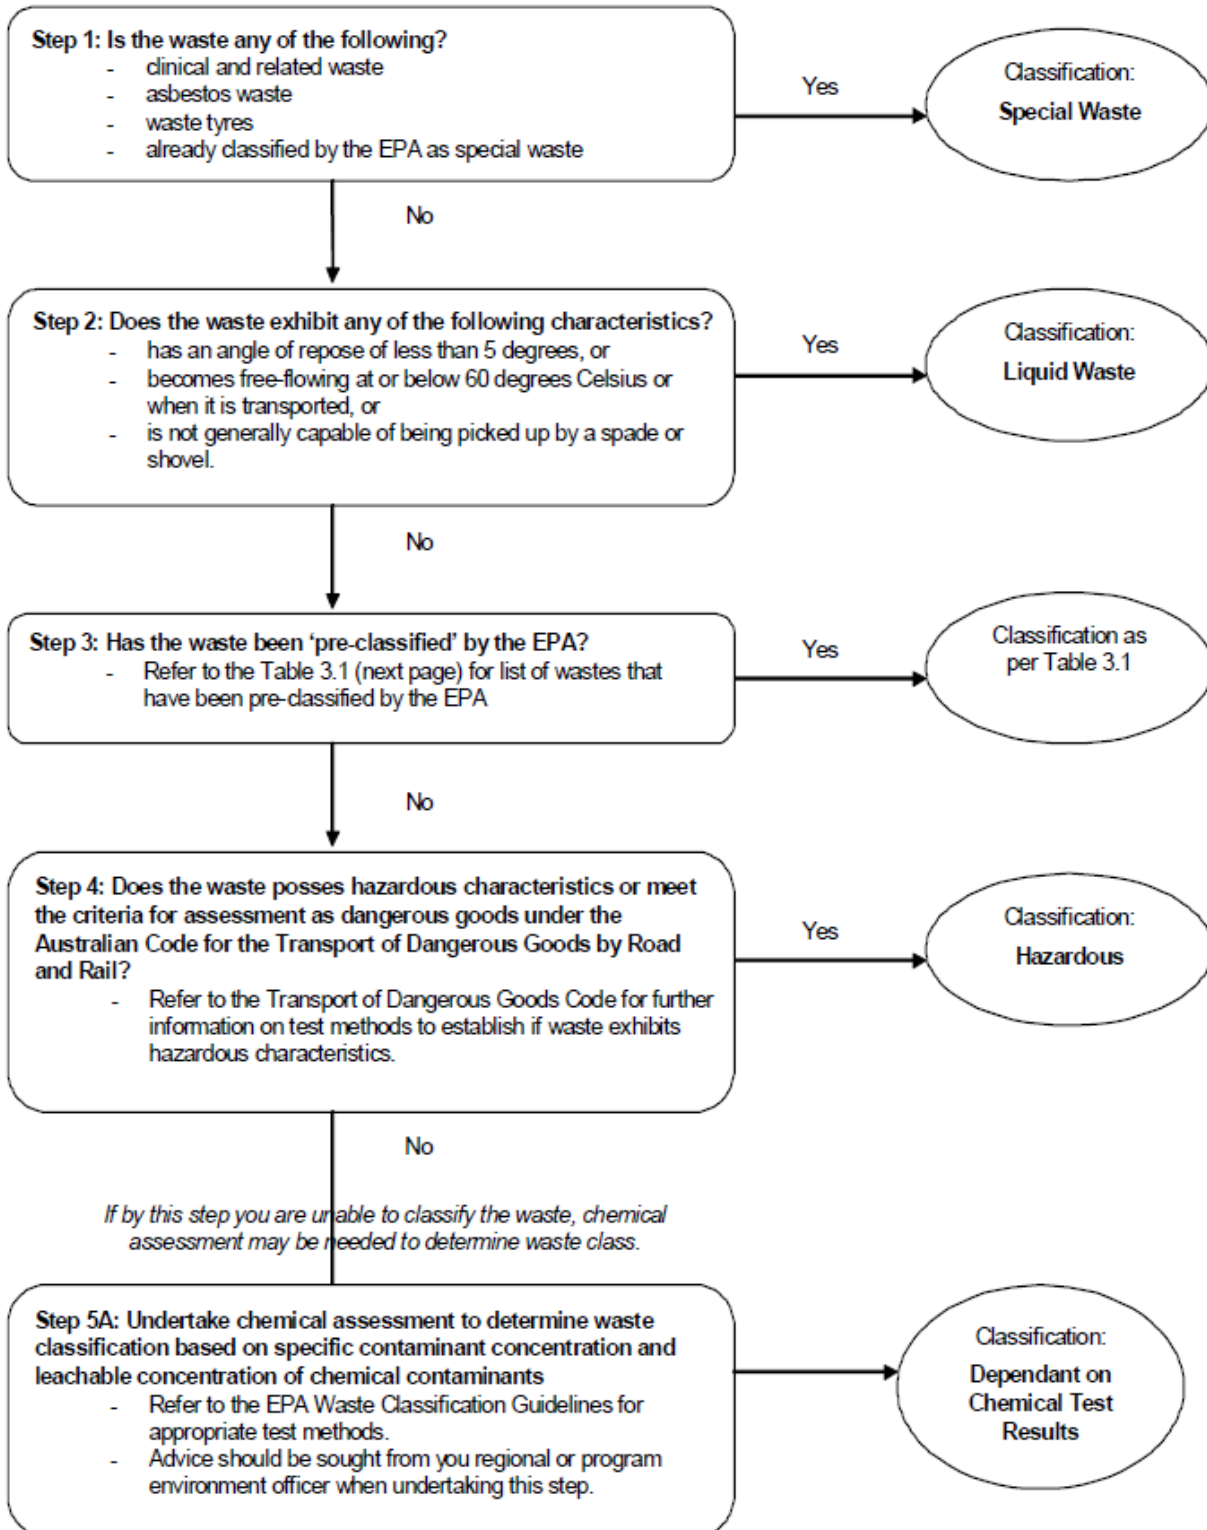 Step 1: Is the waste any of the following?
- clinical and related waste
- asbestos waste
- waste tyres
- already classified by the EPA as special waste
Yes
Classification:
Special Waste
No
Step 2: Does the waste exhibit any of the following characteristics?
- has an angle of repose of less than 5 degrees, or
- becomes free-flowing at or below 60 degrees Celsius or
when it is transported, or
- is not generally capable of being picked up by a spade or
shovel.
Yes
Classification:
Liquid Waste
No
Step 3: Has the waste been ‘pre-classified’ by the EPA?
- Refer to the Table 3.1 (next page) for list of wastes that
have been pre-classified by the EPA
Yes
Classification as
per Table 3.1
No
Step 4: Does the waste posses hazardous characteristics or meet
the criteria for assessment as dangerous goods under the
Australian Code for the Transport of Dangerous Goods by Road
and Rail?
- Refer to the Transport of Dangerous Goods Code for further
information on test methods to establish if waste exhibits
hazardous characteristics.
Yes
Classification:
Hazardous
No
If by this step you are unable to classify the waste, chemical
assessment may be needed to determine waste class.
Step 5A: Undertake chemical assessment to determine waste
classification based on specific contaminant concentration and
leachable concentration of chemical contaminants
- Refer to the EPA Waste Classification Guidelines for
appropriate test methods.
- Advice should be sought from you regional or program
environment officer when undertaking this step.
Classification:
Dependant on
Chemical Test
Results